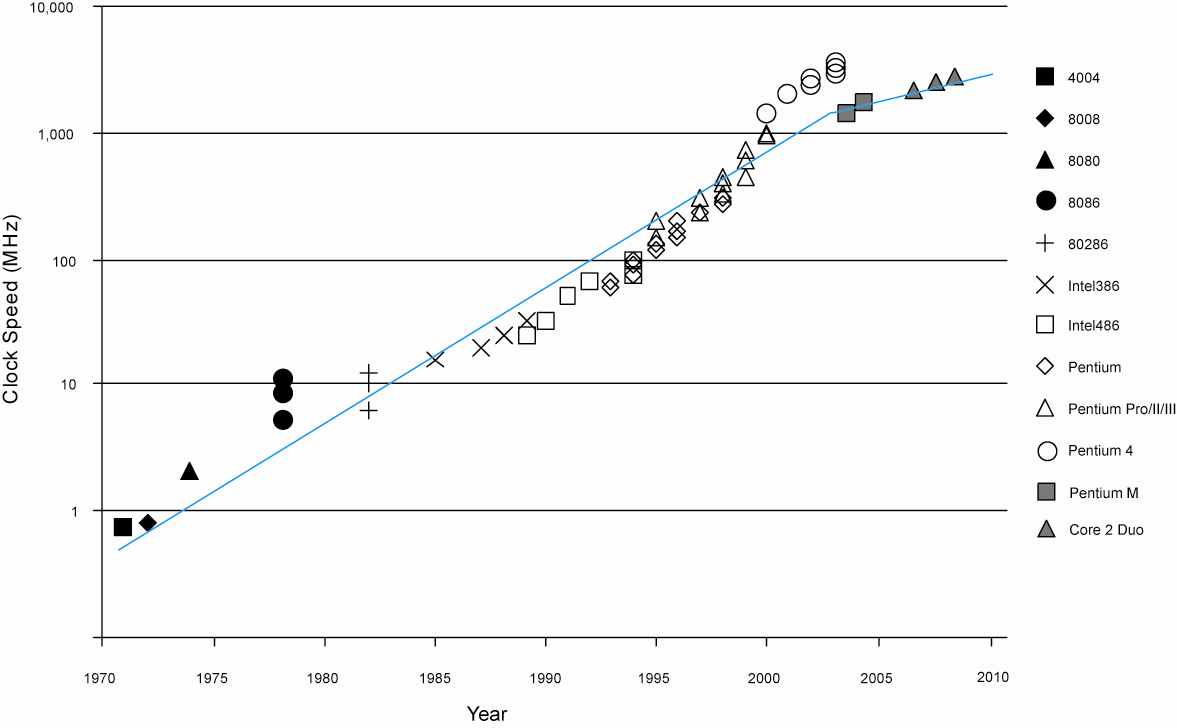 10,000
1,000
100
10
1
Clock Speed (MHz)
1970 1975 1980 1985 1990 1995 2000 2005 2010
Year
4004
8008
8080
8086
80286
Intel386
Intel486
Pentium
Pentium Pro/II/III
Pentium 4
Pentium M
Core 2 Duo